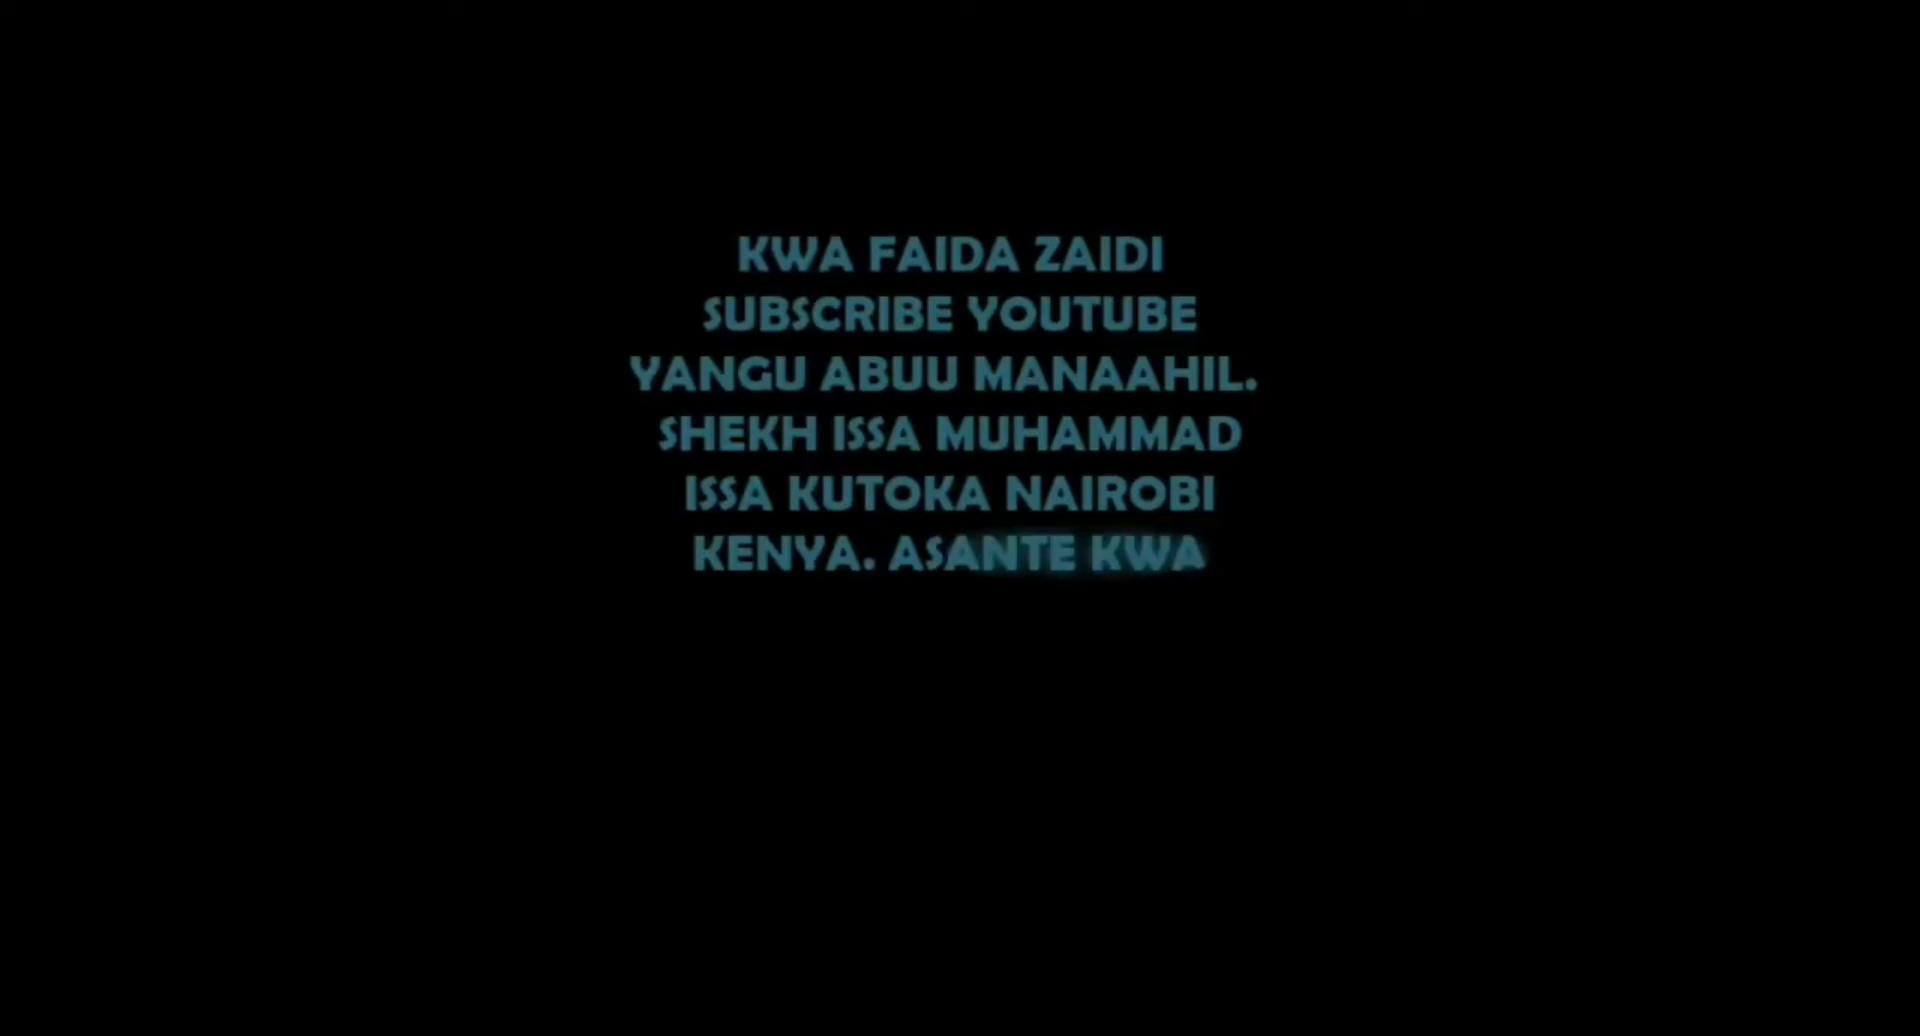 KWA FAIDA ZAIDI
SUBSCRIBE YOUTUBE
YANGU ABUU MANAAHIL.
SHEKH ISSA MUHAMMAD
ISSA KUTOKA NAIROBI
KENYA. ASANTE KWA